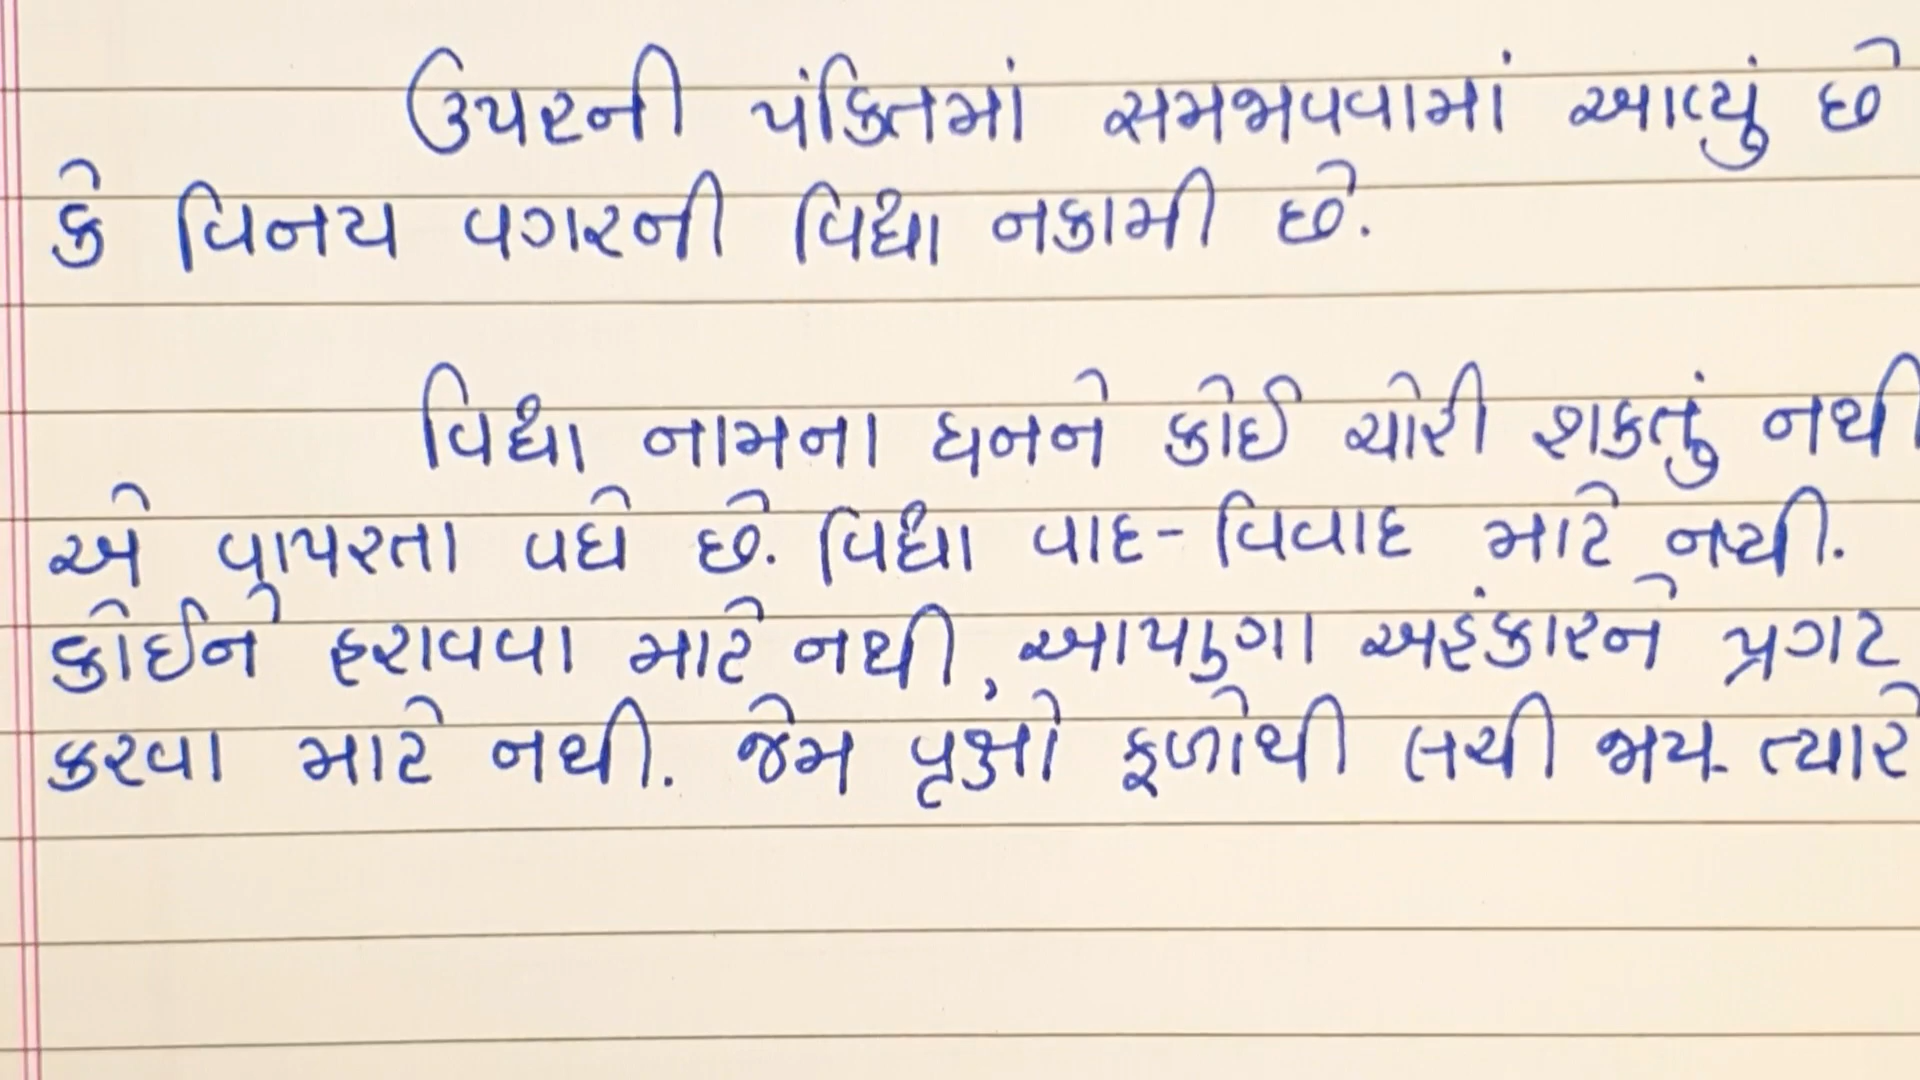 ઉપરની પંક્તિમાં સમજાવવામાં આવ્યું છે
કે વિનય વગરની વિદ્યા નકામી છે.
વિદ્યા નામના ધનને કોઈ ચોરી શકતું નથી
એ વાપરતા વધે છે. વિદ્યા વાદ-વિવાદ માટે નથી.
કોઈને હરાવવા માટે નથી, આપણા અહંકારને પ્રગટ
કરવા માટે નથી. જેમ વૃક્ષો ફળોથી લચી જાય ત્યારે